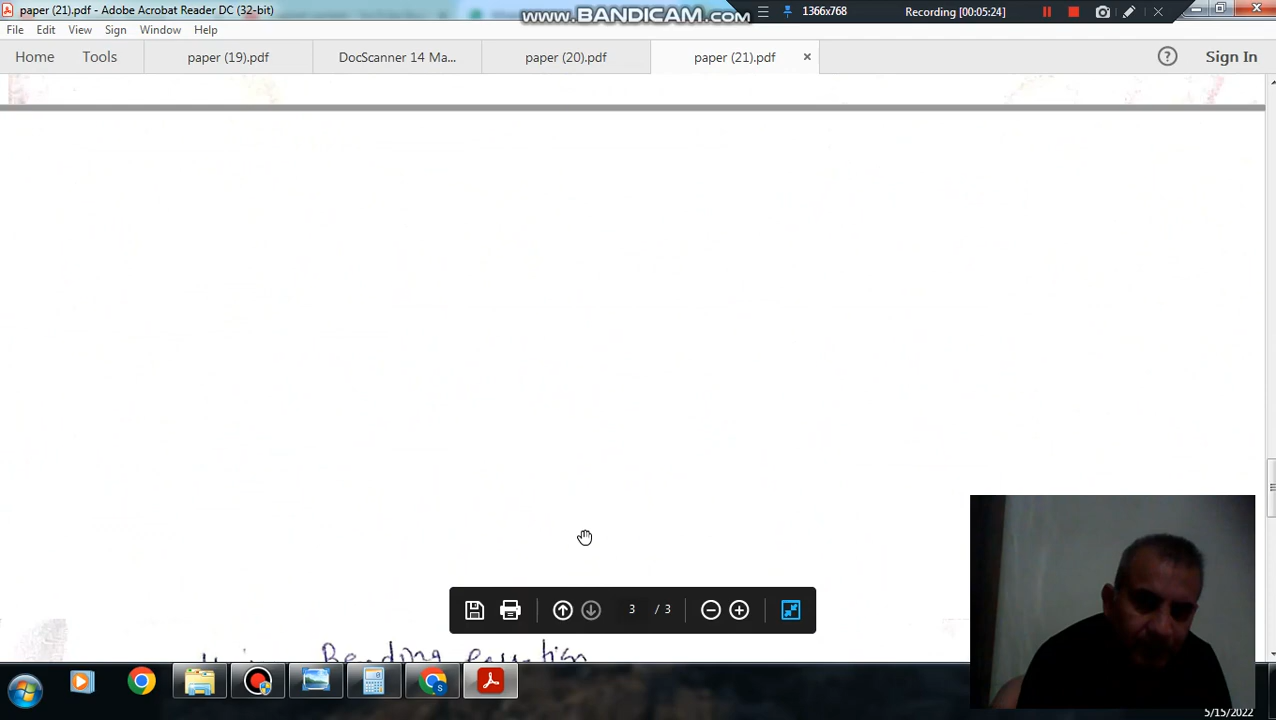 paper (21).pdf - Adobe Acrobat Reader DC (32-bit)
www.BANDICAM.com
1366x768
Recording [00:05:24]
File Edit View Sign Window Help
Home Tools paper (19).pdf DocScanner 14 Ma... paper (20).pdf paper (21).pdf × ? Sign In
3 / 3
Bending equation
5/15/2022